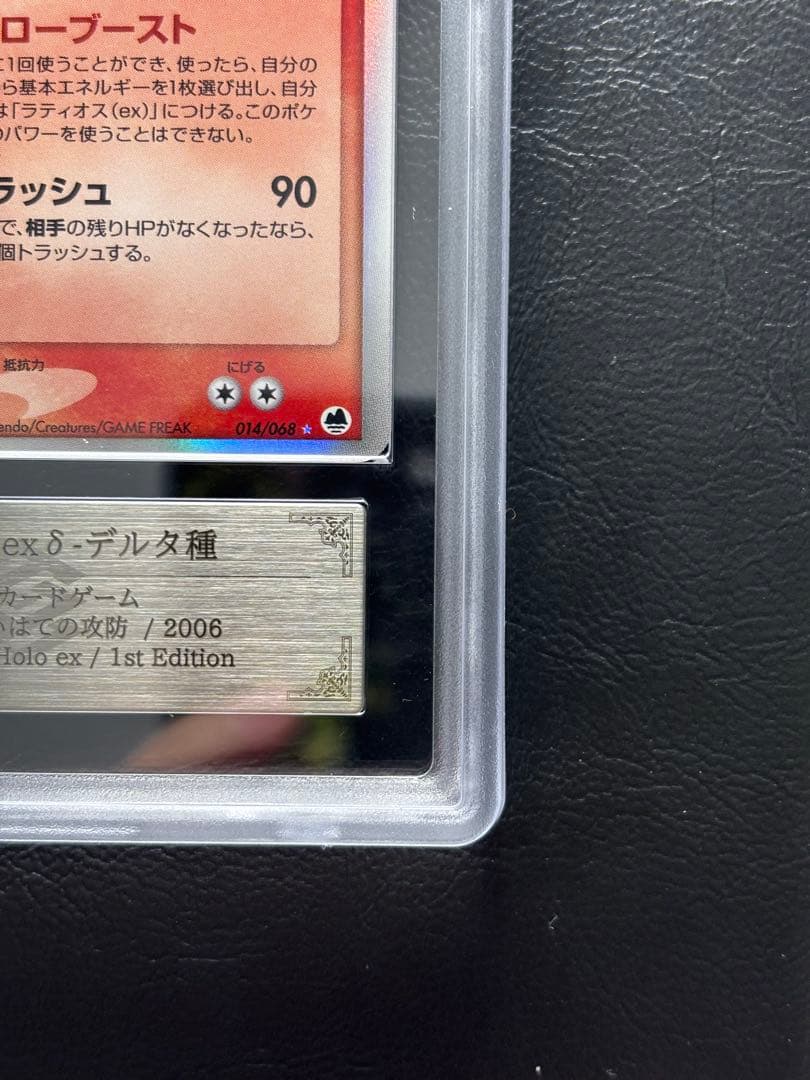 ローブースト
に1回使うことができ、使ったら、自分の
ら基本エネルギーを1枚選び出し、自分
は「ラティオス(ex)」につける。このポケ
のパワーを使うことはできない。
ラッシュ 90
で、相手の残りHPがなくなったなら、
個トラッシュする。
抵抗力 にげる
endo/Creatures/GAME FREAK 014/068 ★
exδ-デルタ種
カードゲーム
いはての攻防 / 2006
Holo ex / 1st Edition